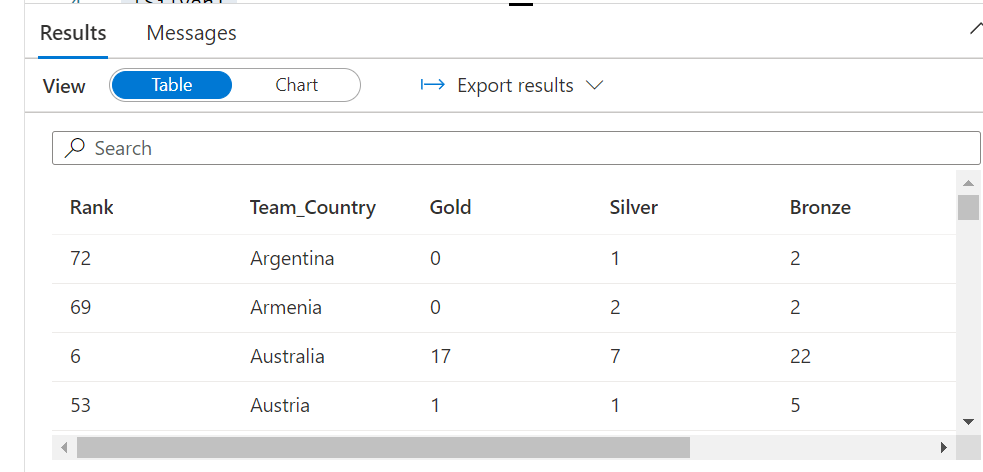 Results Messages
View Table Chart Export results
Search
Rank Team_Country Gold Silver Bronze
72 Argentina 0 1 2
69 Armenia 0 2 2
6 Australia 17 7 22
53 Austria 1 1 5